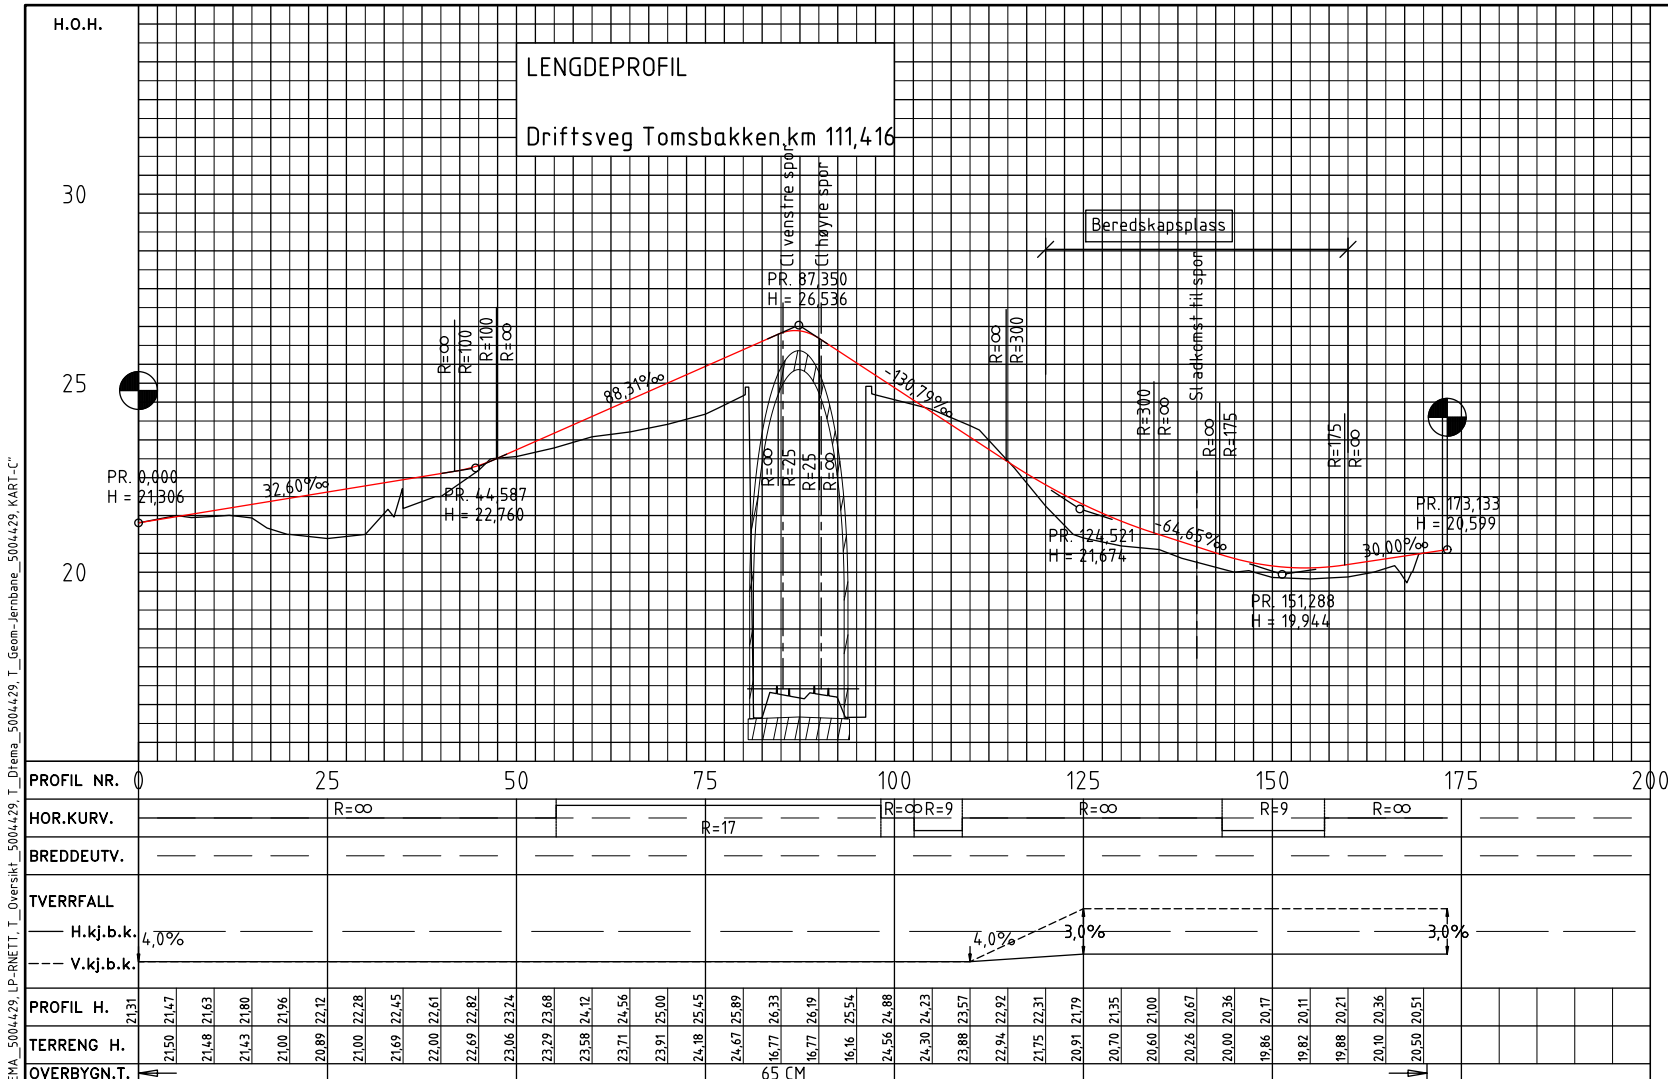 H.O.H.
LENGDEPROFIL
Driftsveg Tomsbakken,km 111,416
30
25
20
Cl venstre spor
Cl høyre spor
Beredskapsplass
Sl adkomst til spor
PR. 0,000
H = 21,306
32,60‰
R=∞
R=100
R=100
R=∞
PR. 44,587
H = 22,760
88,31‰
PR. 87,350
H = 26,536
R=∞
R=25
R=25
R=∞
-130,79‰
R=∞
R=300
PR. 124,521
H = 21,674
R=300
R=∞
-64,65‰
R=∞
R=175
PR. 151,288
H = 19,944
R=175
R=∞
30,00‰
PR. 173,133
H = 20,599
PROFIL NR. 0 25 50 75 100 125 150 175 200
HOR.KURV. R=∞ R=17 R=∞ R=9 R=∞ R=9 R=∞
BREDDEUTV.
TVERRFALL
H.kj.b.k. 4,0% 4,0% 3,0% 3,0%
V.kj.b.k.
PROFIL H. 21,31 21,47 21,63 21,80 21,96 22,12 22,28 22,45 22,61 22,82 23,24 23,68 24,12 24,56 25,00 25,45 25,89 26,33 26,19 25,54 24,88 24,23 23,57 22,92 22,31 21,79 21,35 21,00 20,67 20,36 20,17 20,11 20,21 20,36 20,51
TERRENG H. 21,50 21,48 21,43 21,00 20,89 21,00 21,69 22,00 22,69 23,06 23,29 23,58 23,71 23,91 24,18 24,67 16,77 16,77 16,16 24,56 24,30 23,88 22,94 21,75 20,91 20,70 20,60 20,26 20,00 19,86 19,82 19,88 20,10 20,50
OVERBYGN.T. 65 CM
EMA_5004429, LP-RNETT, T_Oversikt_5004429, T_Dtema_5004429, T_Geom-Jernbane_5004429, KART-C"